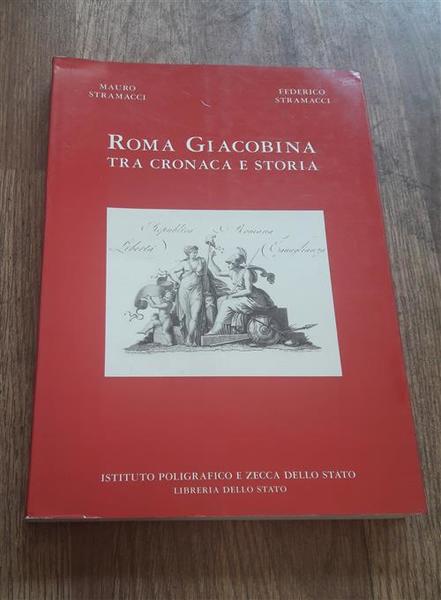 MAURO
STRAMACCI
FEDERICO
STRAMACCI
ROMA GIACOBINA
TRA CRONACA E STORIA
Republica Romana
Libertà Eguaglianza
ISTITUTO POLIGRAFICO E ZECCA DELLO STATO
LIBRERIA DELLO STATO